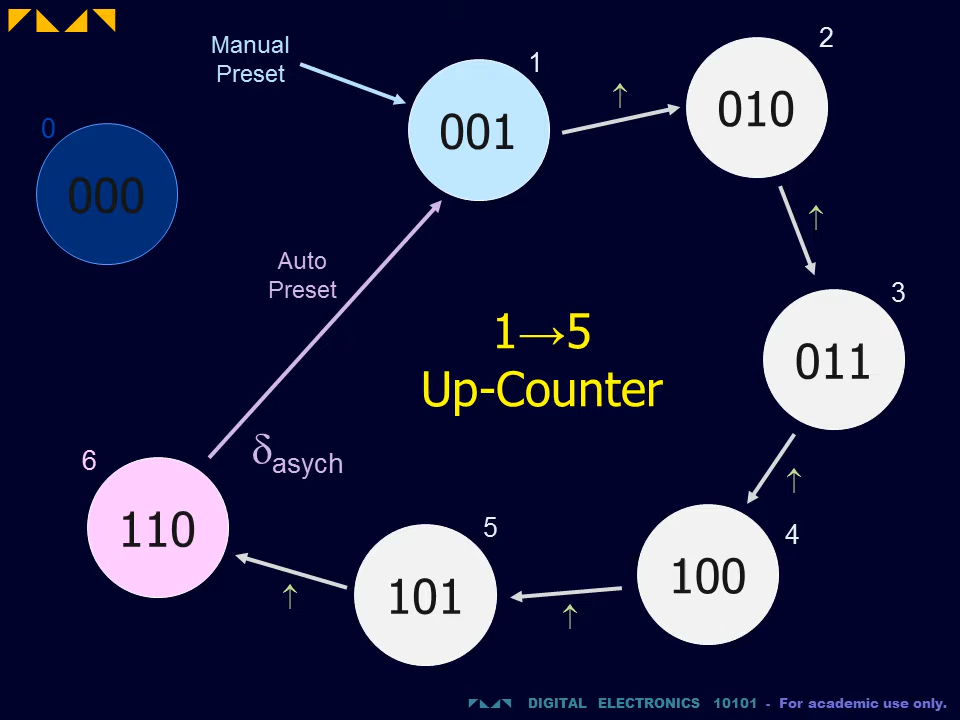 Manual
Preset
1
001
↑
2
010
0
000
↑
Auto
Preset
3
011
1→5
Up-Counter
δasych
6
110
↑
5
101
↑
4
100
↑
DIGITAL ELECTRONICS 10101 - For academic use only.